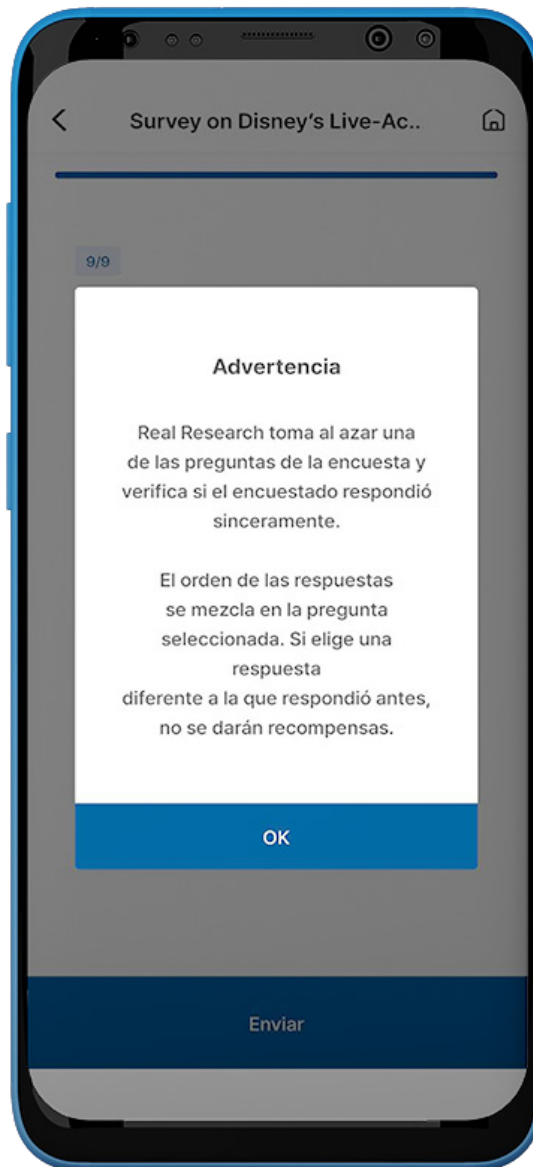 Survey on Disney's Live-Ac..
9/9
Advertencia
Real Research toma al azar una
de las preguntas de la encuesta y
verifica si el encuestado respondió
sinceramente.
El orden de las respuestas
se mezcla en la pregunta
seleccionada. Si elige una
respuesta
diferente a la que respondió antes,
no se darán recompensas.
OK
Enviar